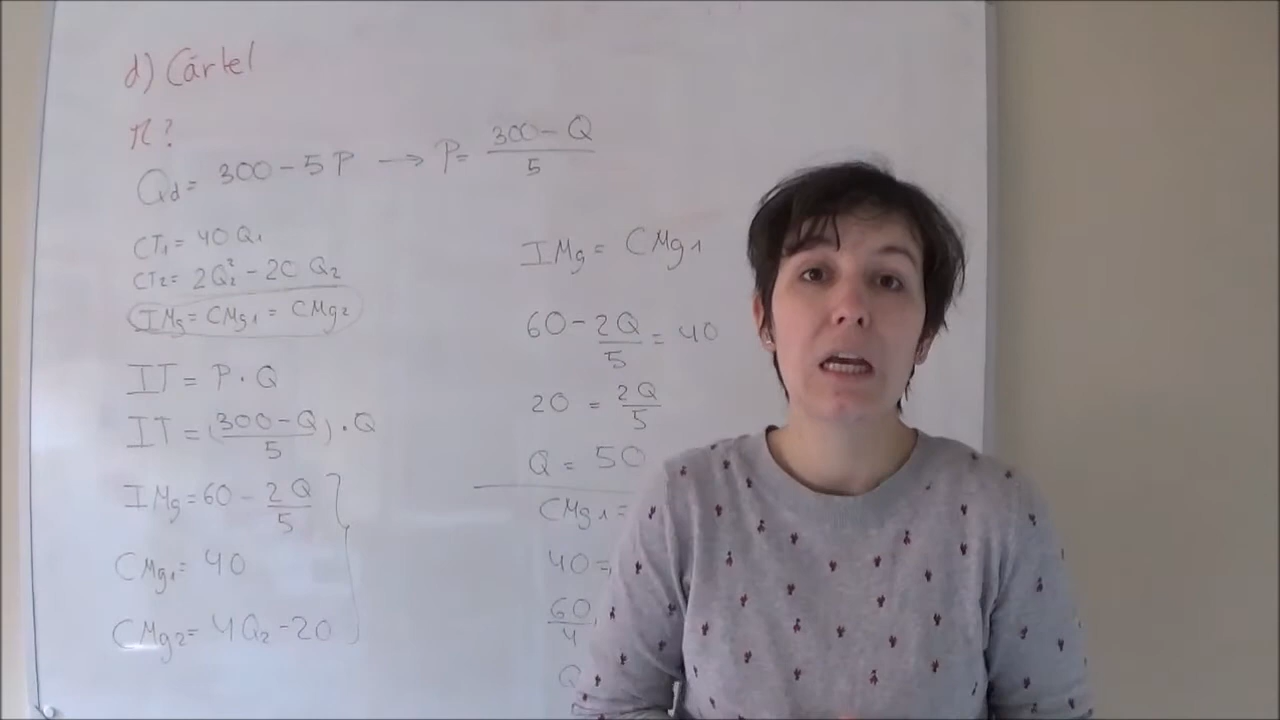 d) Cártel
π?
Qd = 300 - 5P → P = (300 - Q)/5
CT₁ = 40 Q₁
CT₂ = 2Q₂² - 20 Q₂
IMg = CMg₁ = CMg₂
IT = P · Q
IT = ((300 - Q)/5) · Q
IMg = 60 - 2Q/5
CMg₁ = 40
CMg₂ = 4Q₂ - 20
IMg = CMg₁
60 - 2Q/5 = 40
20 = 2Q/5
Q = 50
CMg₁ =
40 =
60/4
Q